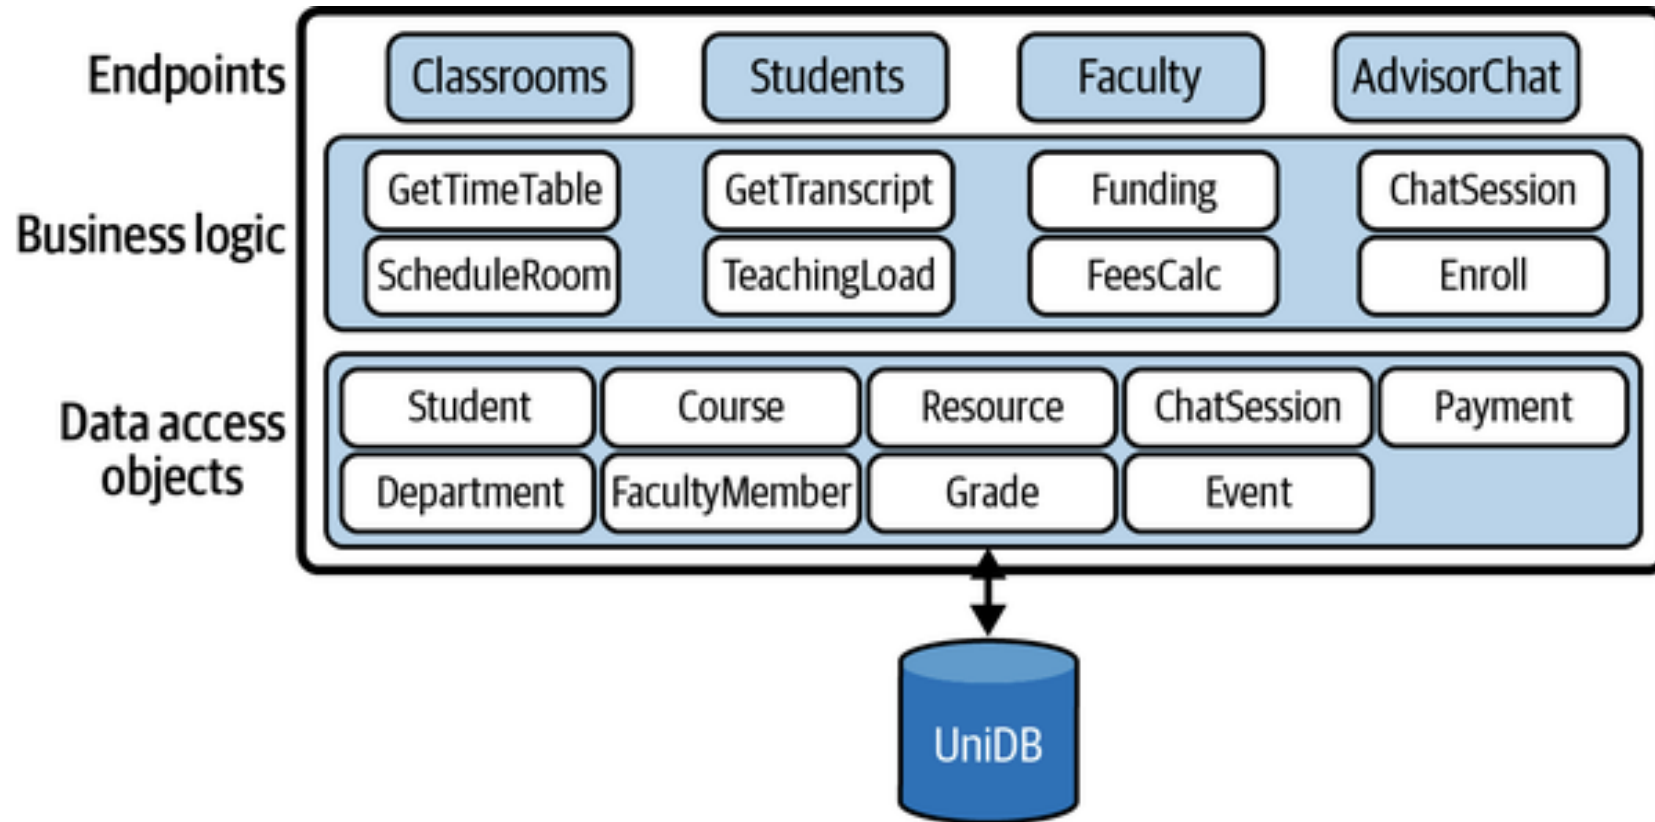 Endpoints
Classrooms
Students
Faculty
AdvisorChat
Business logic
GetTimeTable
GetTranscript
Funding
ChatSession
ScheduleRoom
TeachingLoad
FeesCalc
Enroll
Data access
objects
Student
Course
Resource
ChatSession
Payment
Department
FacultyMember
Grade
Event
UniDB